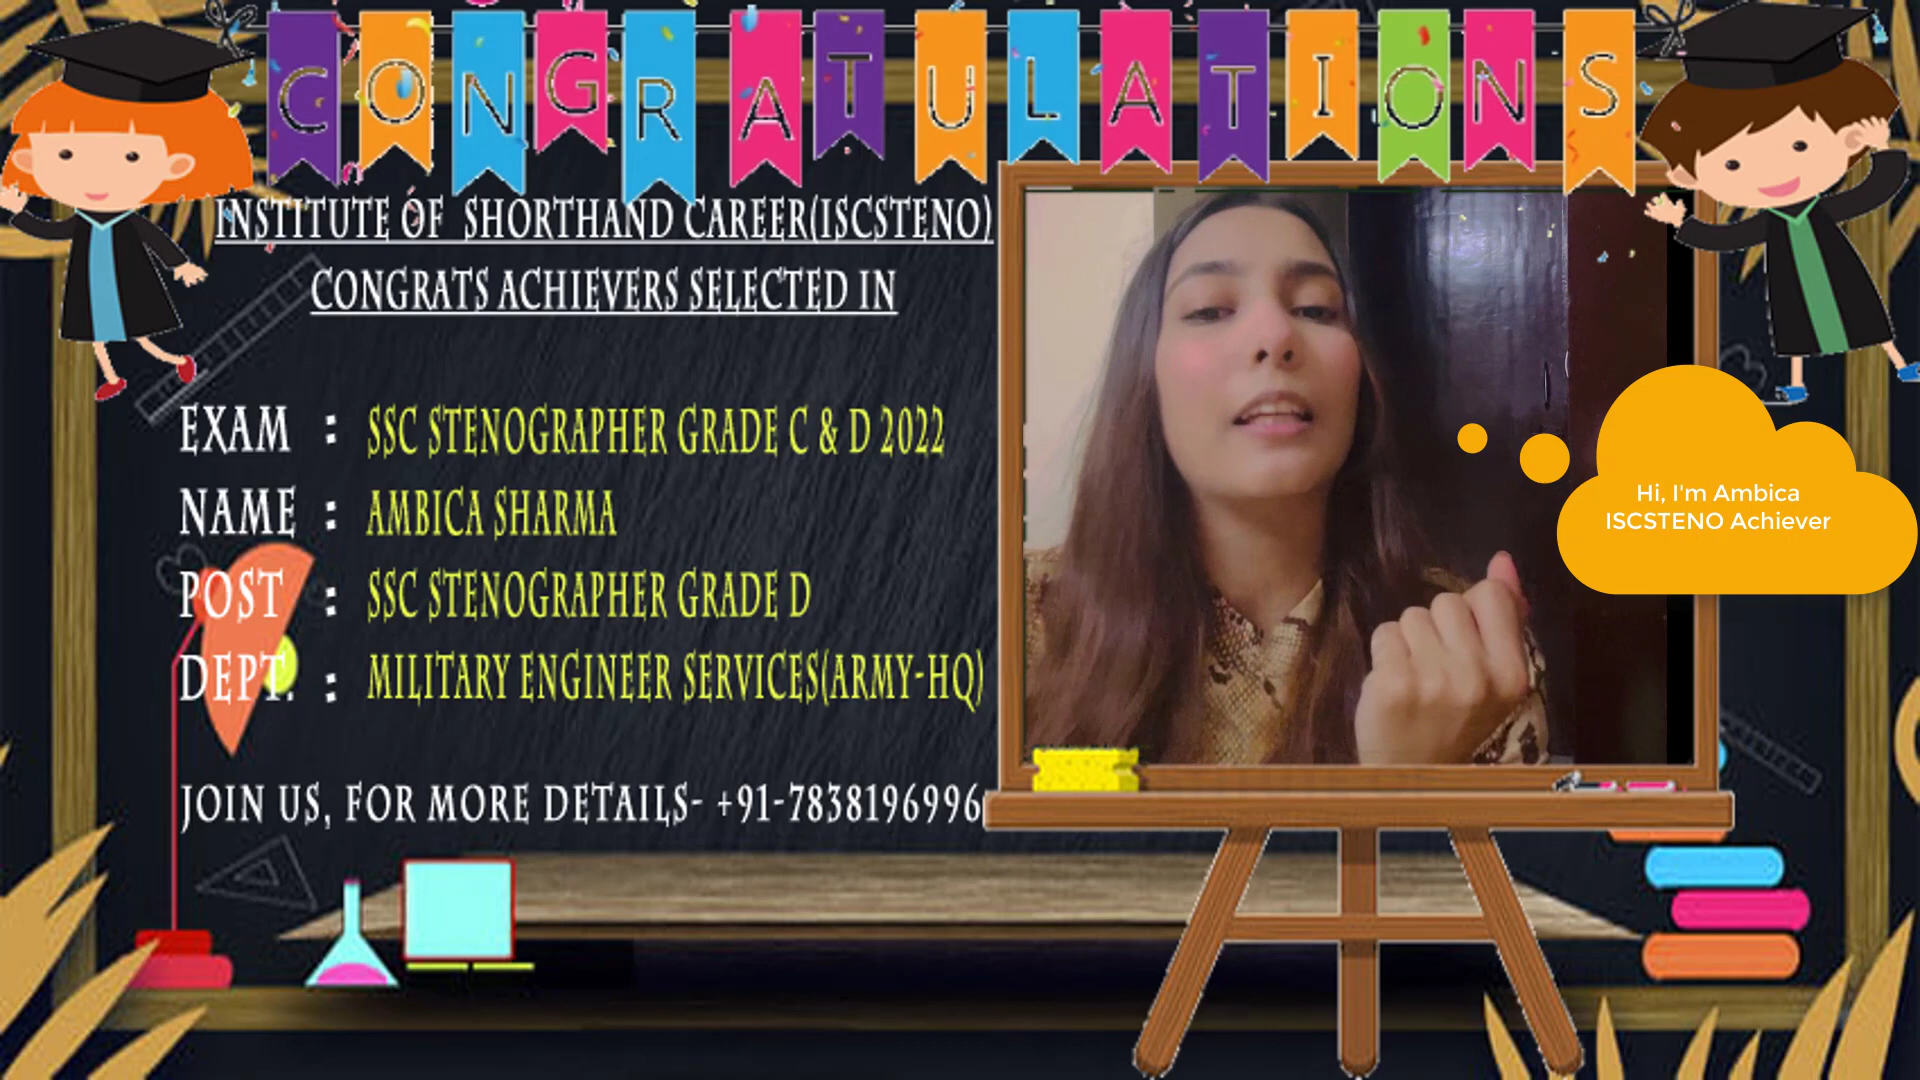 CONGRATULATIONS
INSTITUTE OF SHORTHAND CAREER(ISCSTENO)
CONGRATS ACHIEVERS SELECTED IN
EXAM : SSC STENOGRAPHER GRADE C & D 2022
NAME : AMBICA SHARMA
POST : SSC STENOGRAPHER GRADE D
DEPT. : MILITARY ENGINEER SERVICES(ARMY-HQ)
JOIN US, FOR MORE DETAILS- +91-7838196996
Hi, I'm Ambica
ISCSTENO Achiever